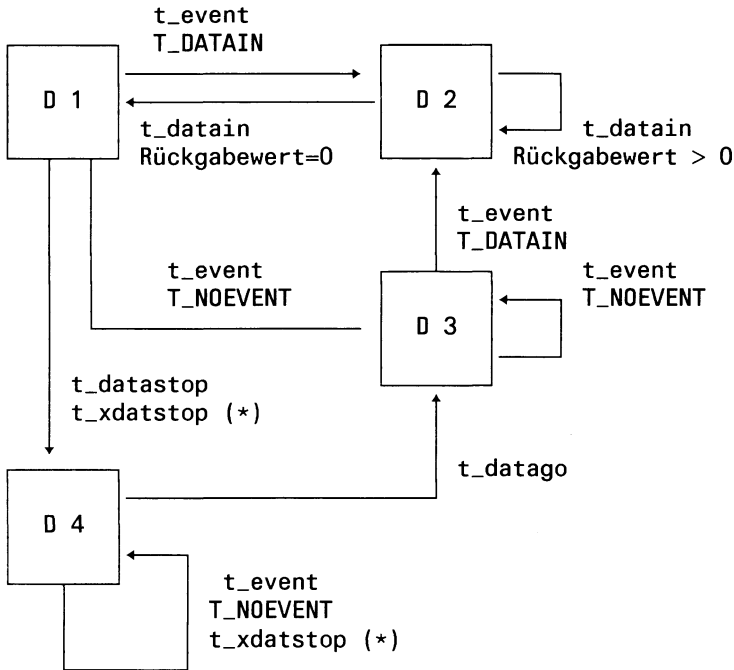 t_event
T_DATAIN
D 1
D 2
t_datain
Rückgabewert=0
t_datain
Rückgabewert > 0
t_event
T_DATAIN
t_event
T_NOEVENT
t_event
T_NOEVENT
D 3
t_datastop
t_xdatstop (*)
t_datago
D 4
t_event
T_NOEVENT
t_xdatstop (*)